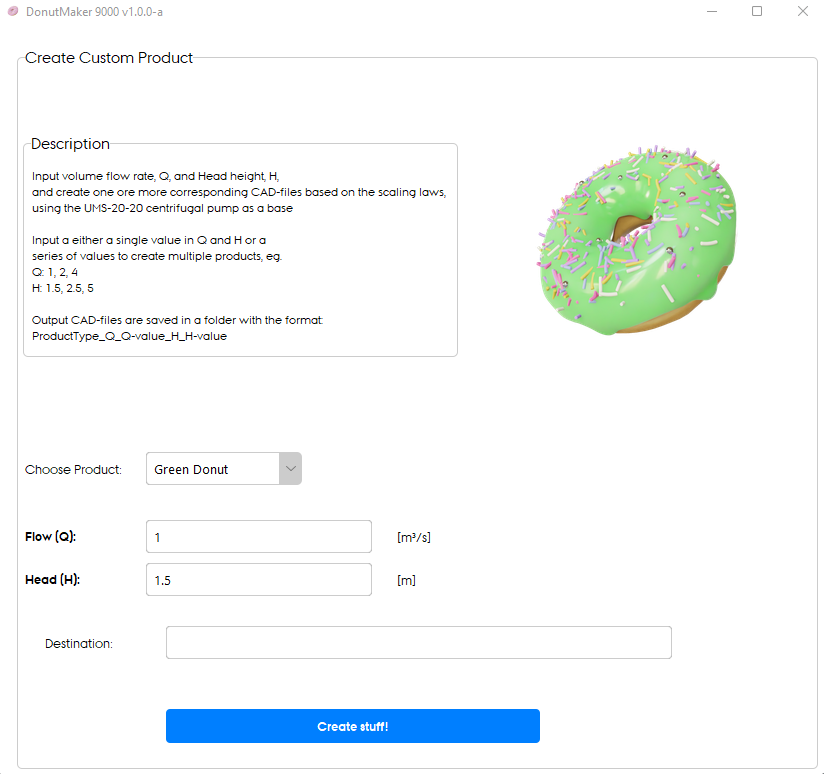 DonutMaker 9000 v1.0.0-a
Create Custom Product
Description
Input volume flow rate, Q, and Head height, H,
and create one ore more corresponding CAD-files based on the scaling laws,
using the UMS-20-20 centrifugal pump as a base
Input a either a single value in Q and H or a
series of values to create multiple products, eg.
Q: 1, 2, 4
H: 1.5, 2.5, 5
Output CAD-files are saved in a folder with the format:
ProductType_Q_Q-value_H_H-value
Choose Product: Green Donut
Flow (Q): 1 [m³/s]
Head (H): 1.5 [m]
Destination:
Create stuff!